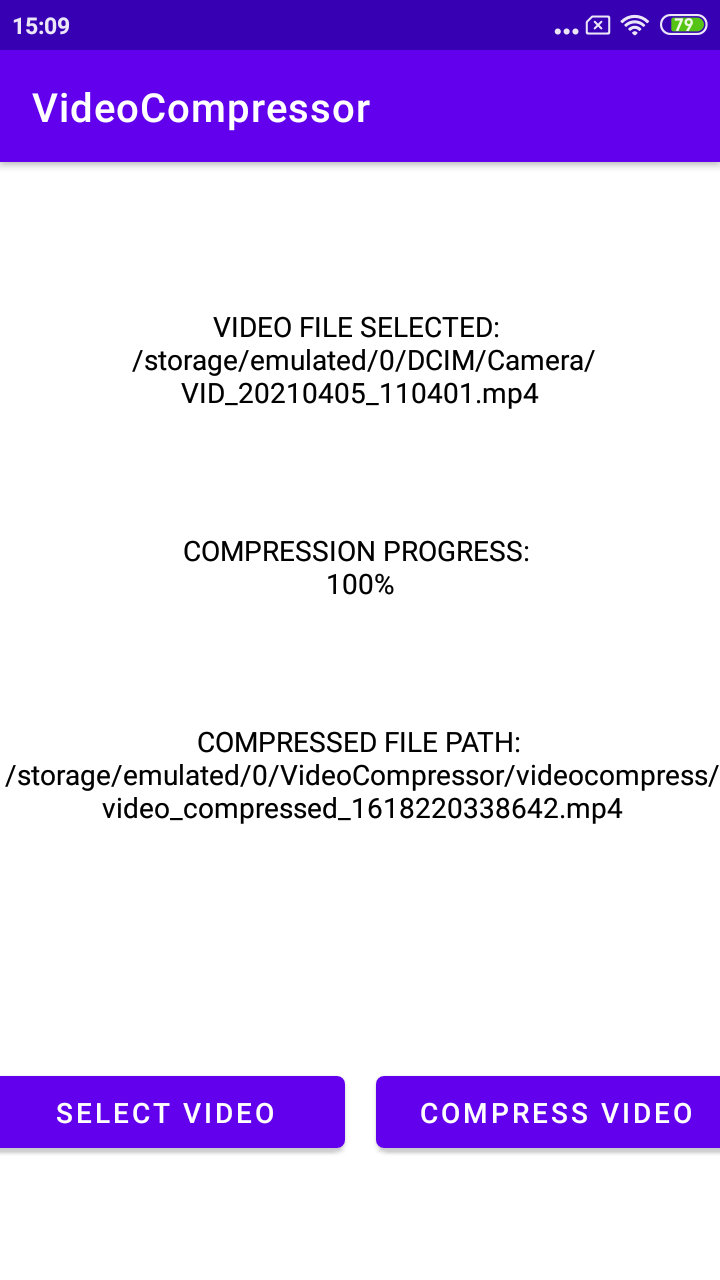 15:09
79
VideoCompressor
VIDEO FILE SELECTED:
/storage/emulated/0/DCIM/Camera/
VID_20210405_110401.mp4
COMPRESSION PROGRESS:
100%
COMPRESSED FILE PATH:
/storage/emulated/0/VideoCompressor/videocompress/
video_compressed_1618220338642.mp4
SELECT VIDEO
COMPRESS VIDEO